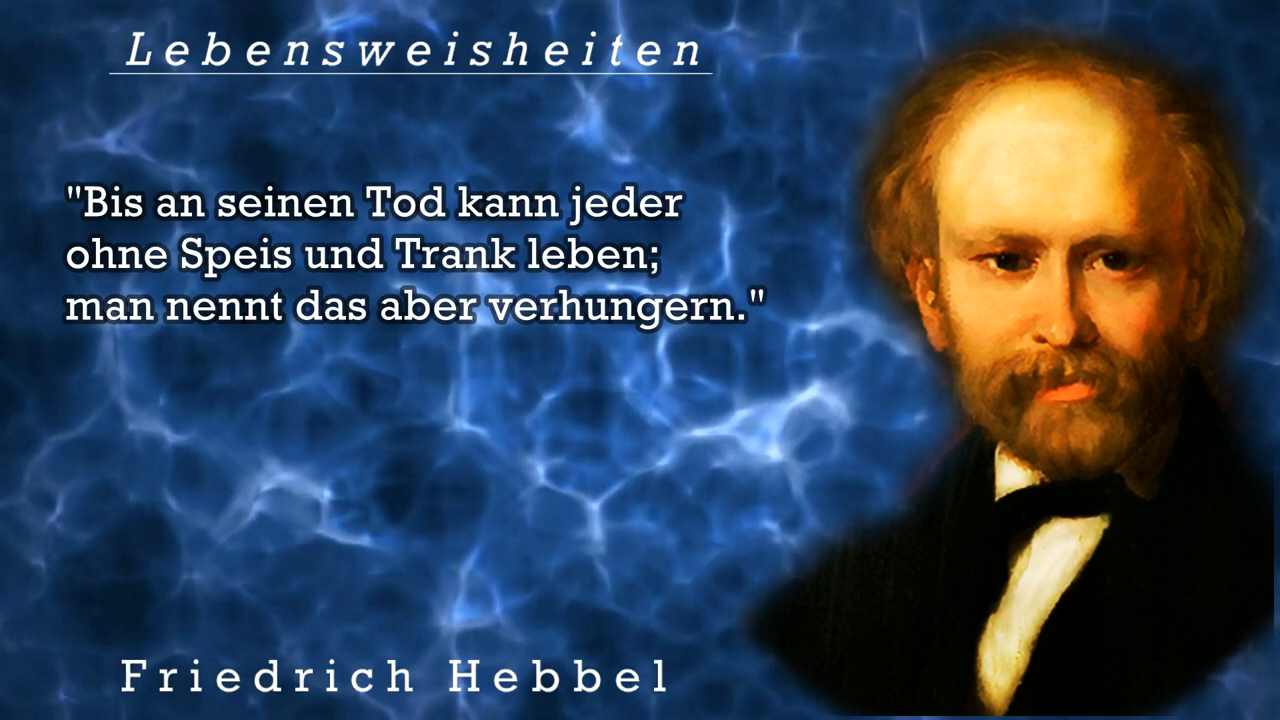 Lebensweisheiten
"Bis an seinen Tod kann jeder
ohne Speis und Trank leben;
man nennt das aber verhungern."
Friedrich Hebbel